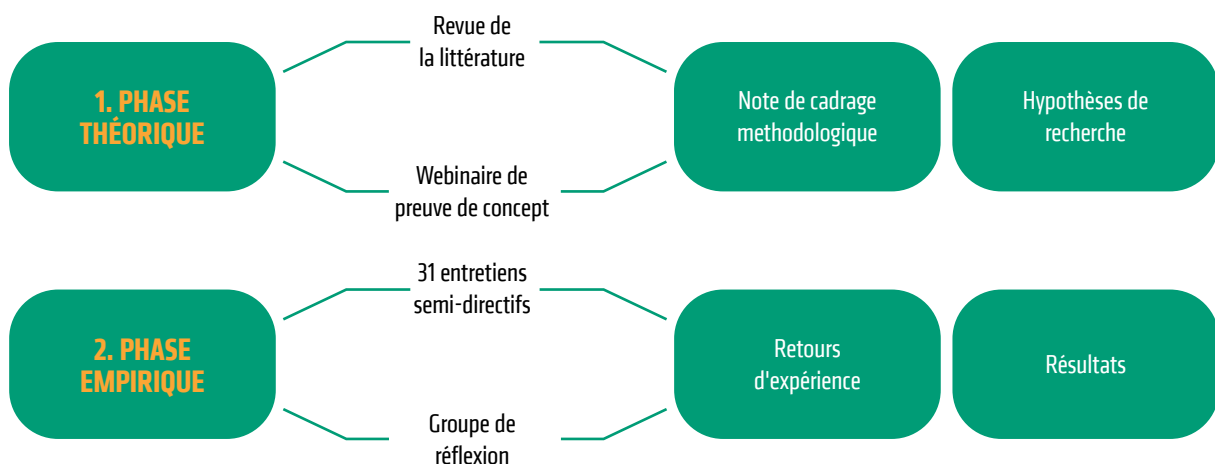 Revue de
la littérature
1. PHASE
THÉORIQUE
Note de cadrage
methodologique
Hypothèses de
recherche
Webinaire de
preuve de concept
31 entretiens
semi-directifs
2. PHASE
EMPIRIQUE
Retours
d'expérience
Résultats
Groupe de
réflexion